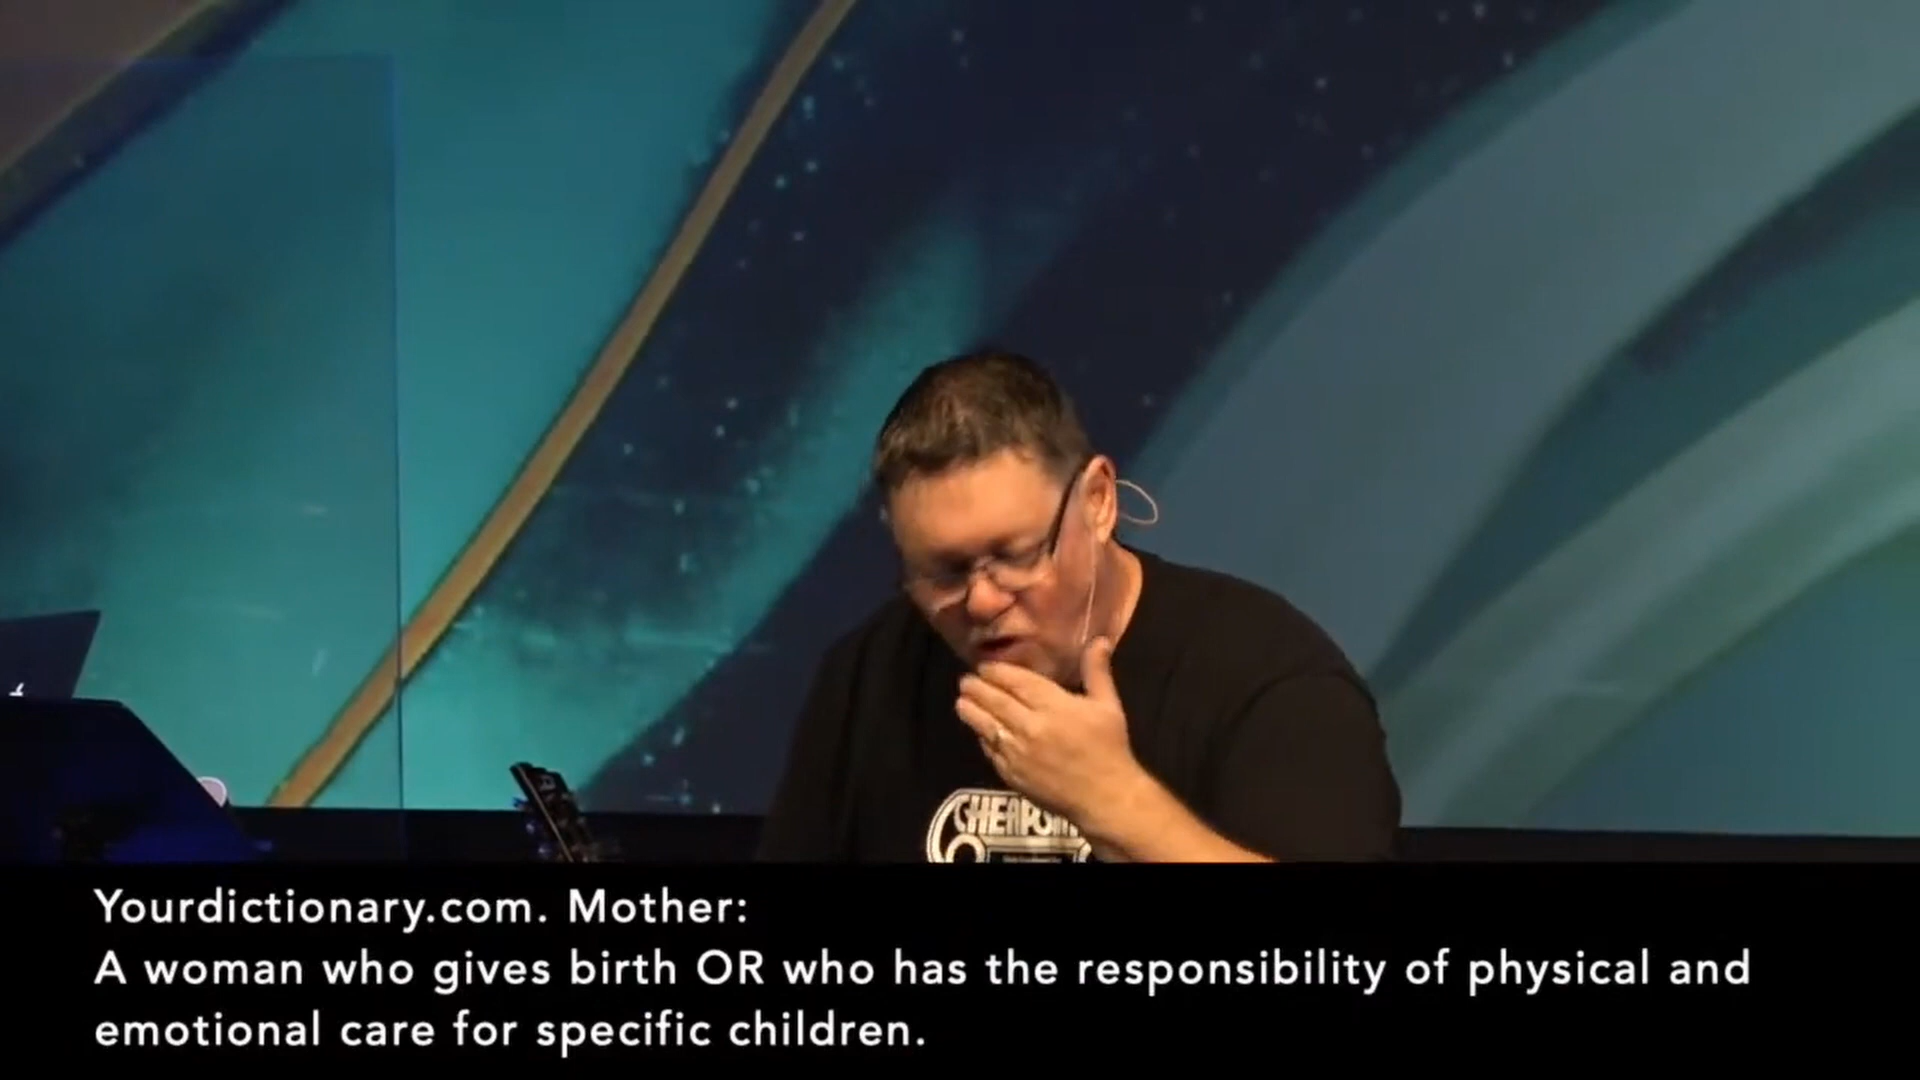 Yourdictionary.com. Mother:
A woman who gives birth OR who has the responsibility of physical and
emotional care for specific children.